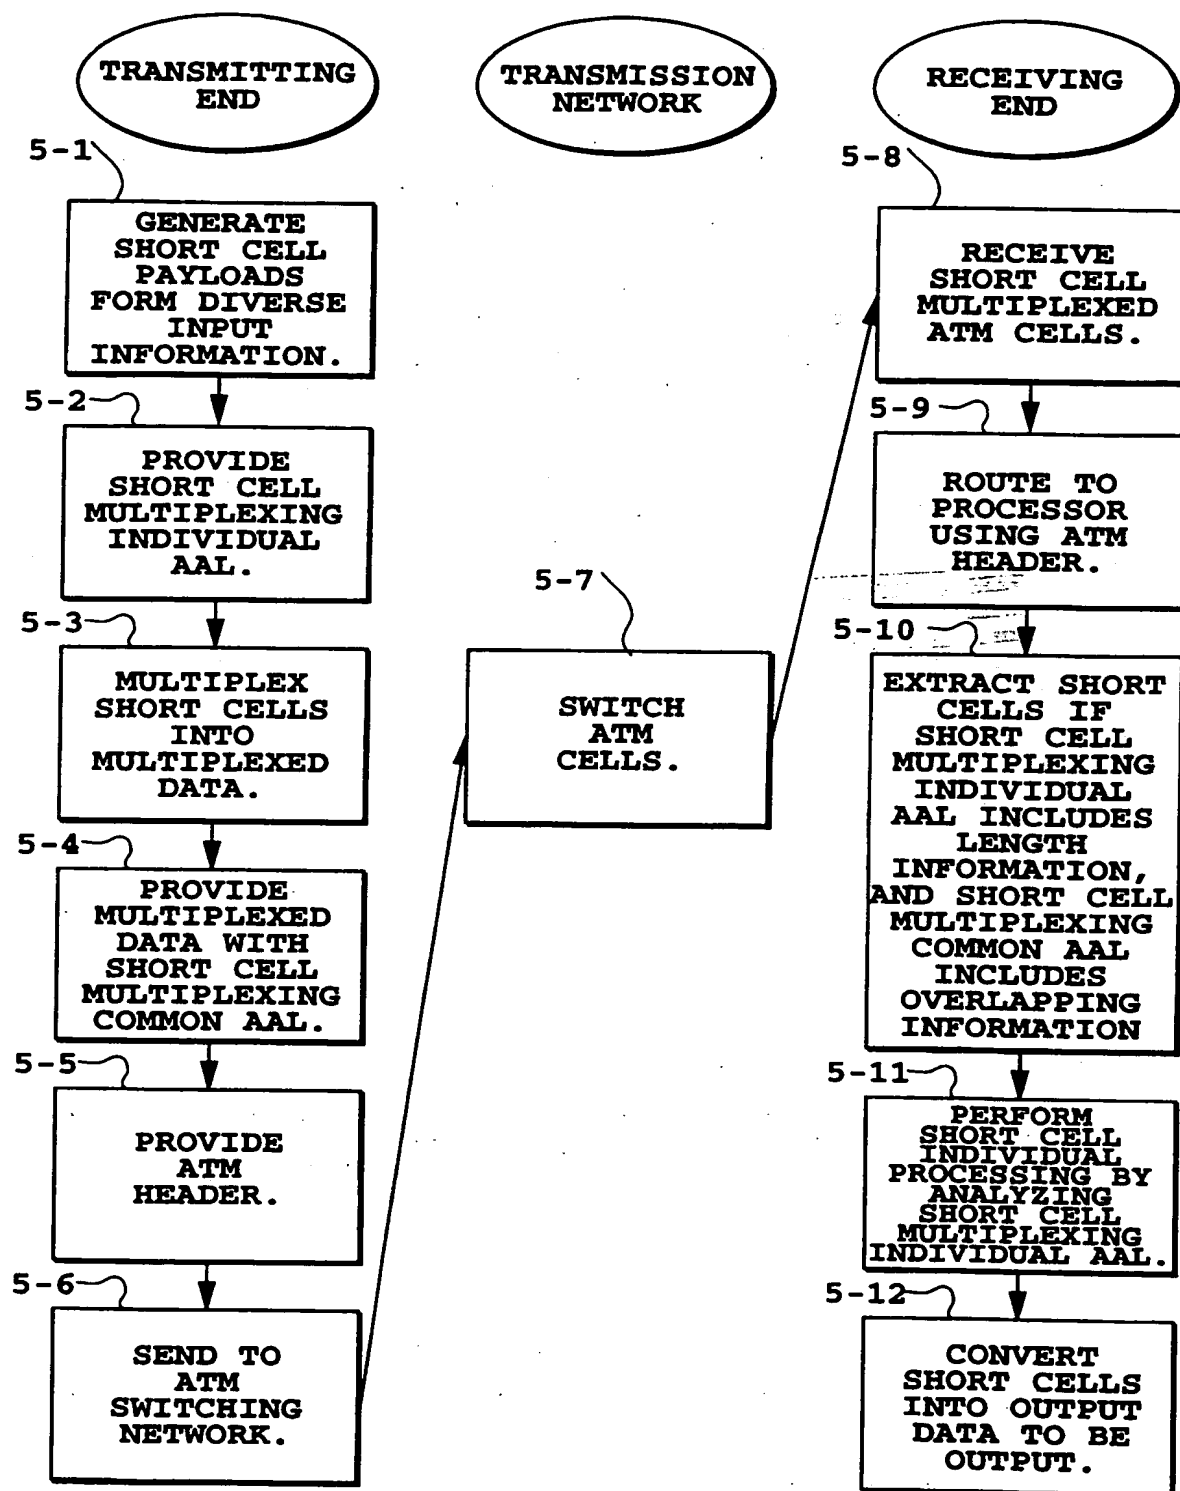 TRANSMITTING
END
5-1
GENERATE
SHORT CELL
PAYLOADS
FORM DIVERSE
INPUT
INFORMATION.
5-2
PROVIDE
SHORT CELL
MULTIPLEXING
INDIVIDUAL
AAL.
5-3
MULTIPLEX
SHORT CELLS
INTO
MULTIPLEXED
DATA.
5-4
PROVIDE
MULTIPLEXED
DATA WITH
SHORT CELL
MULTIPLEXING
COMMON AAL.
5-5
PROVIDE
ATM
HEADER.
5-6
SEND TO
ATM
SWITCHING
NETWORK.
TRANSMISSION
NETWORK
5-7
SWITCH
ATM
CELLS.
RECEIVING
END
5-8
RECEIVE
SHORT CELL
MULTIPLEXED
ATM CELLS.
5-9
ROUTE TO
PROCESSOR
USING ATM
HEADER.
5-10
EXTRACT SHORT
CELLS IF
SHORT CELL
MULTIPLEXING
INDIVIDUAL
AAL INCLUDES
LENGTH
INFORMATION,
AND SHORT CELL
MULTIPLEXING
COMMON AAL
INCLUDES
OVERLAPPING
INFORMATION
5-11
PERFORM
SHORT CELL
INDIVIDUAL
PROCESSING BY
ANALYZING
SHORT CELL
MULTIPLEXING
INDIVIDUAL AAL.
5-12
CONVERT
SHORT CELLS
INTO OUTPUT
DATA TO BE
OUTPUT.